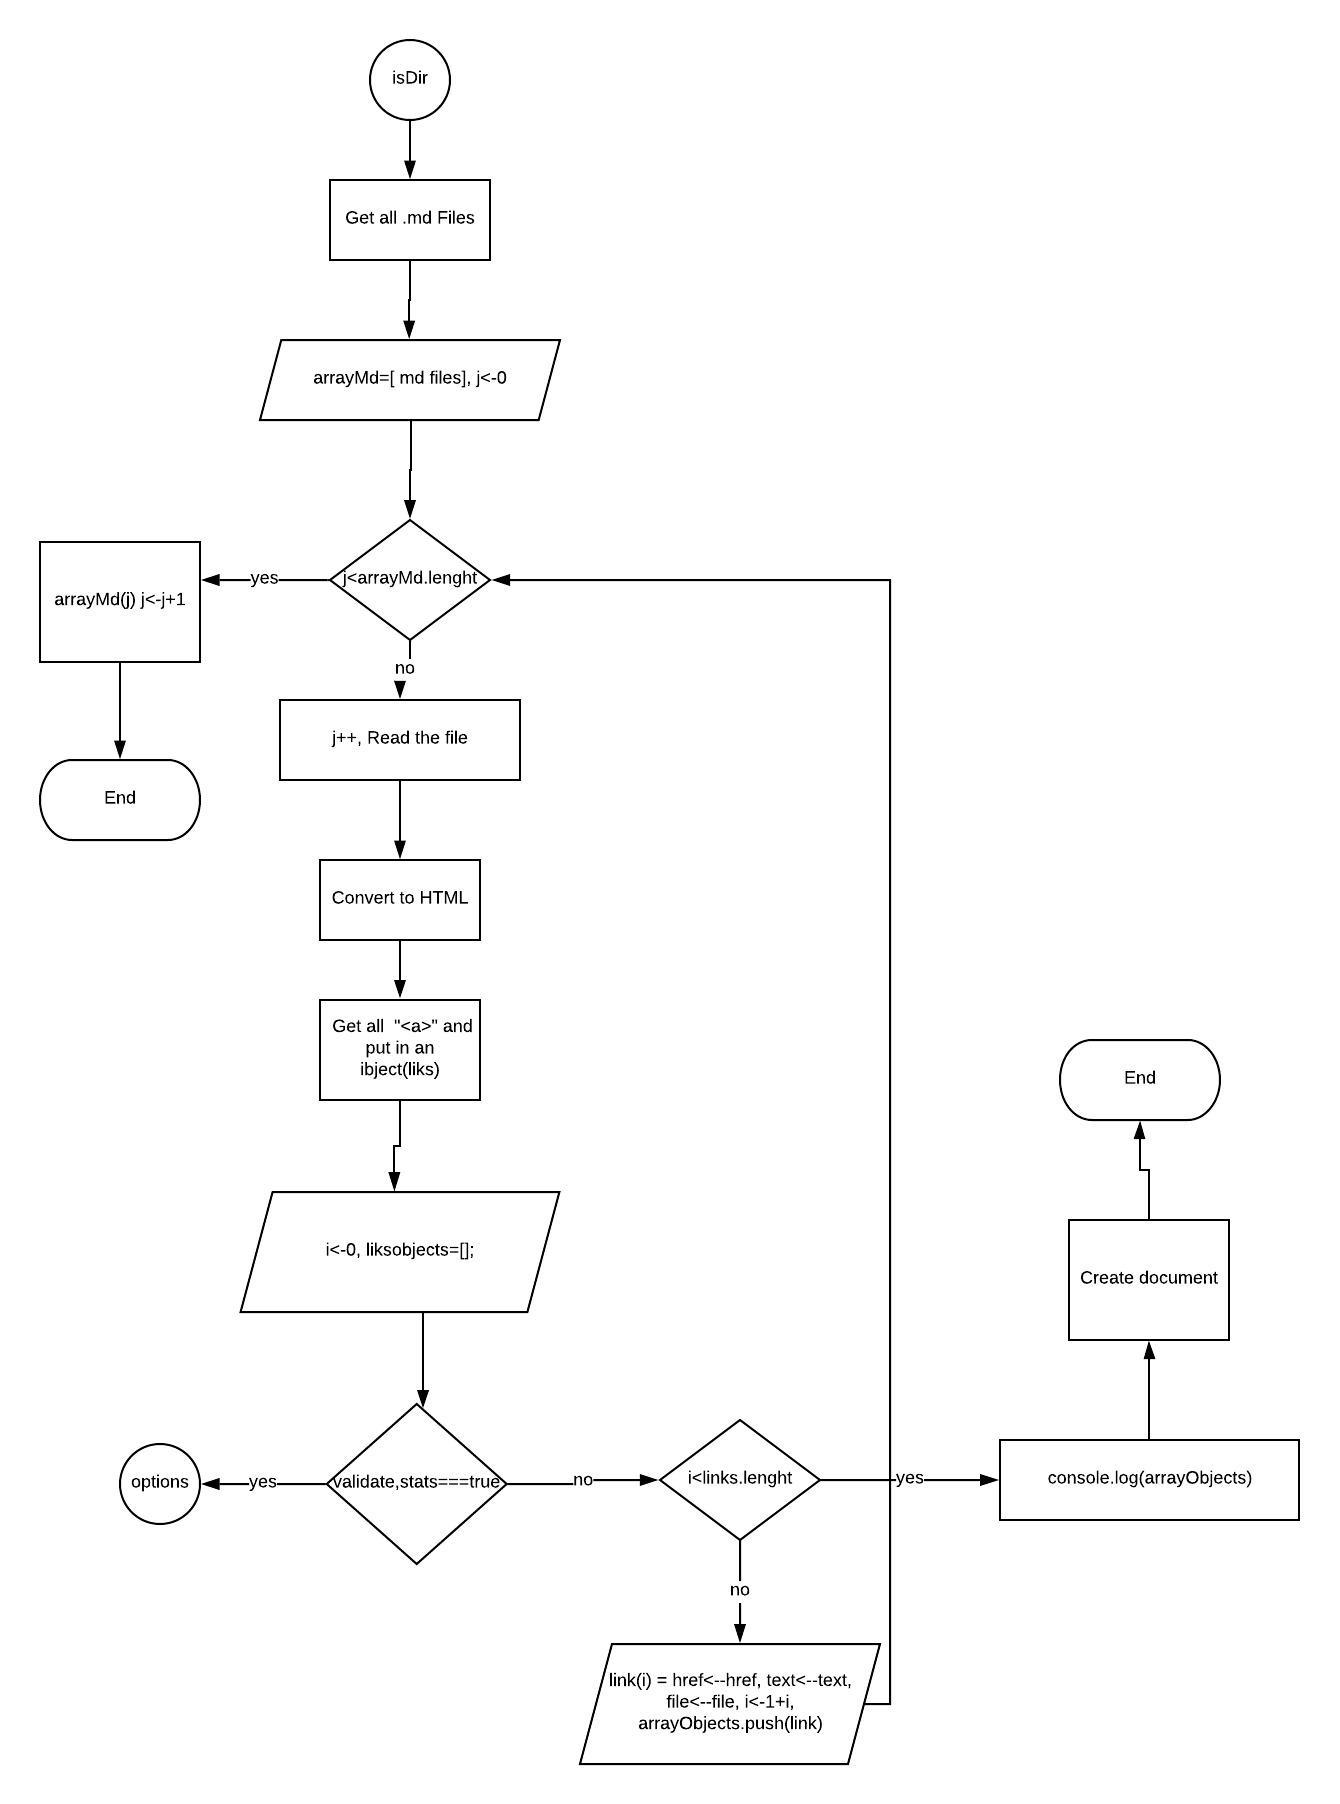 isDir
Get all .md Files
arrayMd=[ md files], j<-0
j<arrayMd.lenght
yes
arrayMd(j) j<-j+1
no
j++, Read the file
End
Convert to HTML
Get all  "<a>" and
put in an
ibject(liks)
End
i<-0, liksobjects=[];
Create document
validate,stats===true
yes
options
no
i<links.lenght
yes
console.log(arrayObjects)
no
link(i) = href<--href, text<--text,
file<--file, i<-1+i,
arrayObjects.push(link)